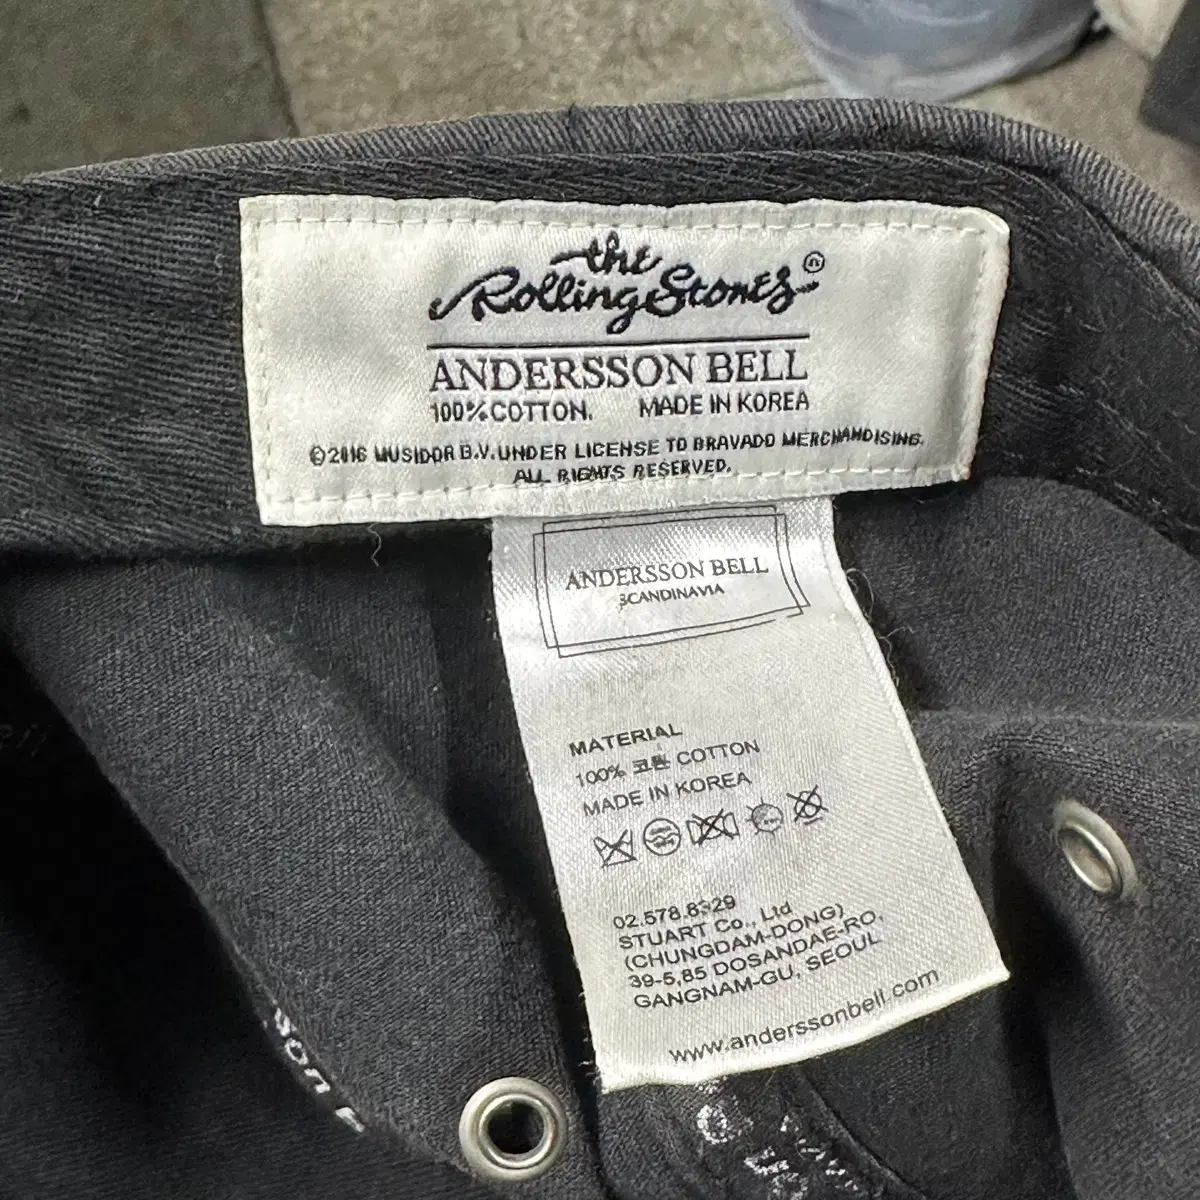 the
Rolling Stones®
ANDERSSON BELL
100%COTTON. MADE IN KOREA
©2016 MUSIDOR B.V. UNDER LICENSE TO BRAVADO MERCHANDISING.
ALL RIGHTS RESERVED.
ANDERSSON BELL
SCANDINAVIA
MATERIAL
100% 코튼 COTTON
MADE IN KOREA
02.578.8329
STUART Co., Ltd
(CHUNGDAM-DONG)
39-5,85 DOSANDAE-RO,
GANGNAM-GU, SEOUL
www.anderssonbell.com